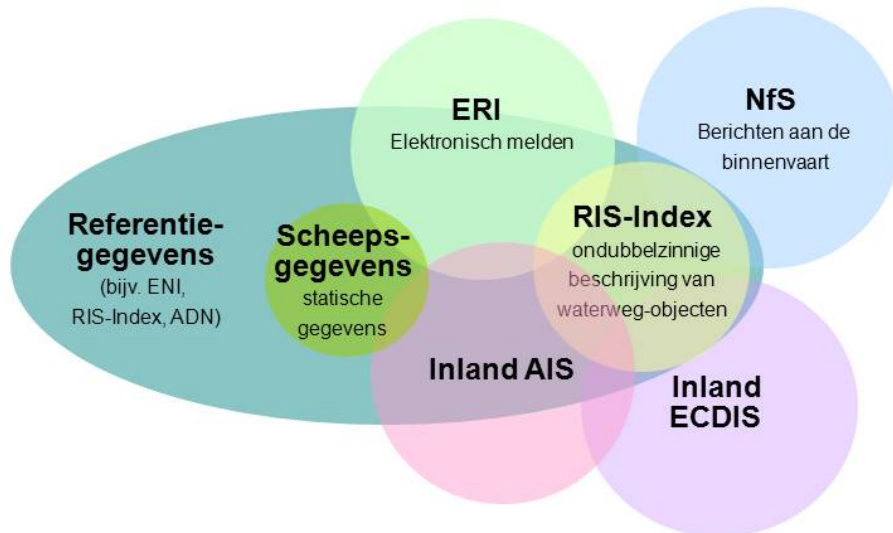 ERI
Elektronisch melden
NfS
Berichten aan de
binnenvaart
Referentie-
gegevens
(bijv. ENI,
RIS-Index, ADN)
Scheeps-
gegevens
statische
gegevens
RIS-Index
ondubbelzinnige
beschrijving van
waterweg-objecten
Inland AIS
Inland
ECDIS